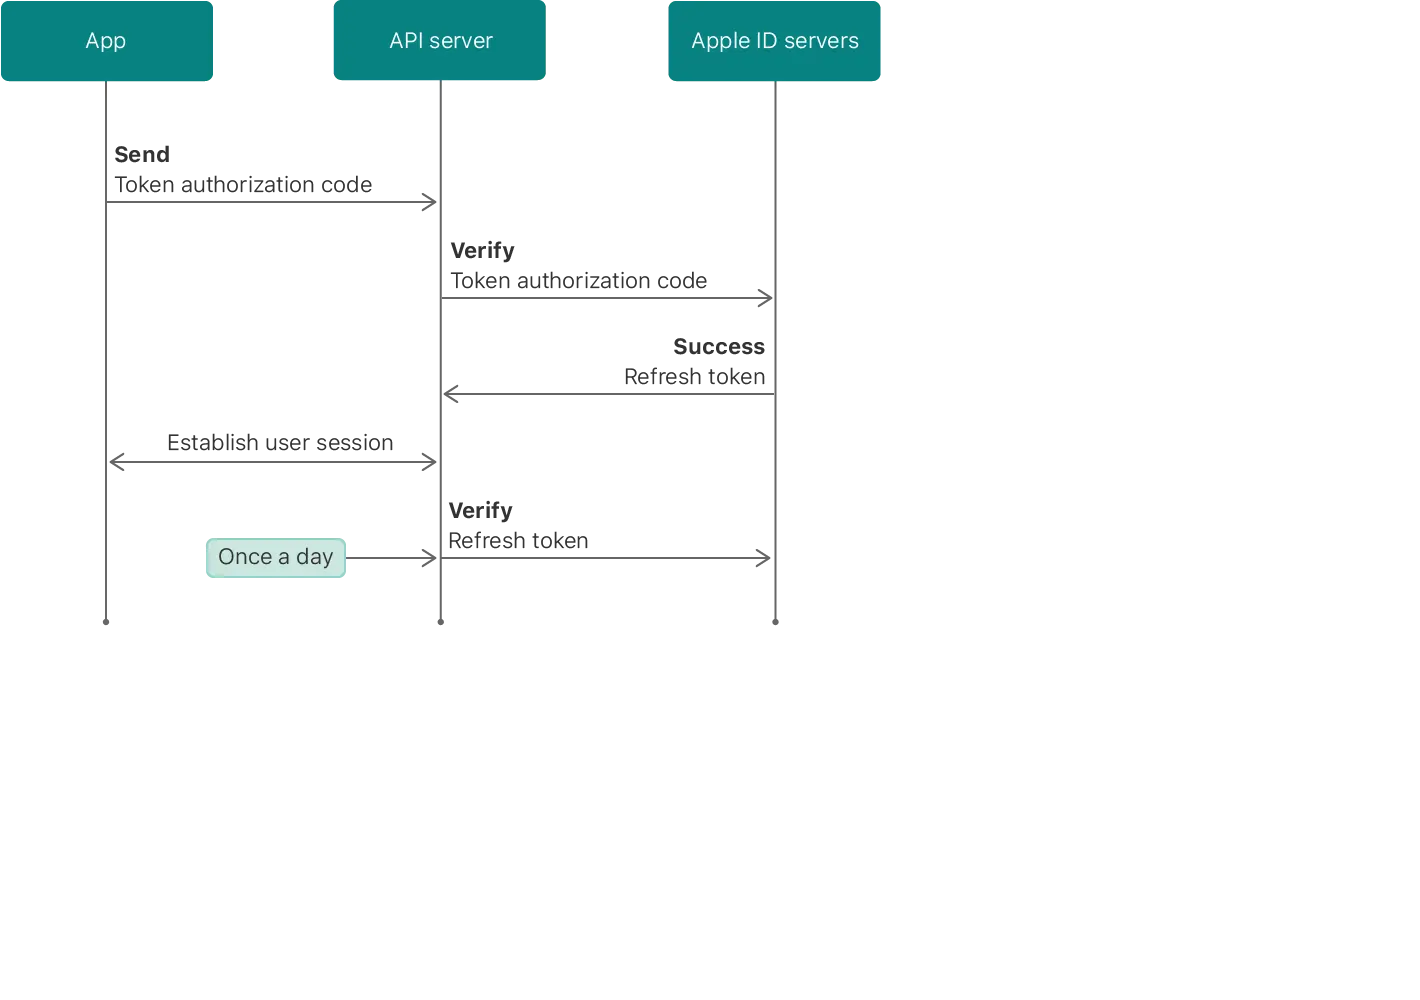 App
API server
Apple ID servers
Send
Token authorization code
Verify
Token authorization code
Success
Refresh token
Establish user session
Verify
Refresh token
Once a day